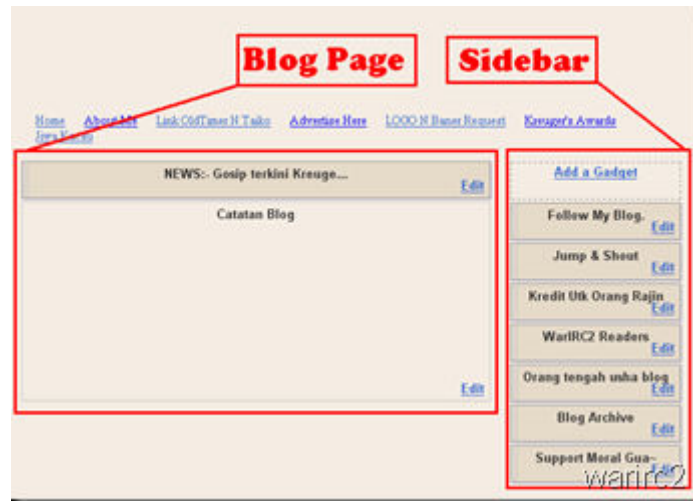 Blog Page
Sidebar
Home About Me Link OldTimer N Taiko Advertise Here LOGO N Baner Request Kreuger's Awards
NEWS:- Gosip terkini Kreuge...
Edit
Catatan Blog
Edit
Add a Gadget
Follow My Blog.
Edit
Jump & Shout
Edit
Kredit Utk Orang Rajin
Edit
WarIRC2 Readers
Edit
Orang tengah usha blog
Edit
Blog Archive
Edit
Support Moral Gua~
Edit
warirc2